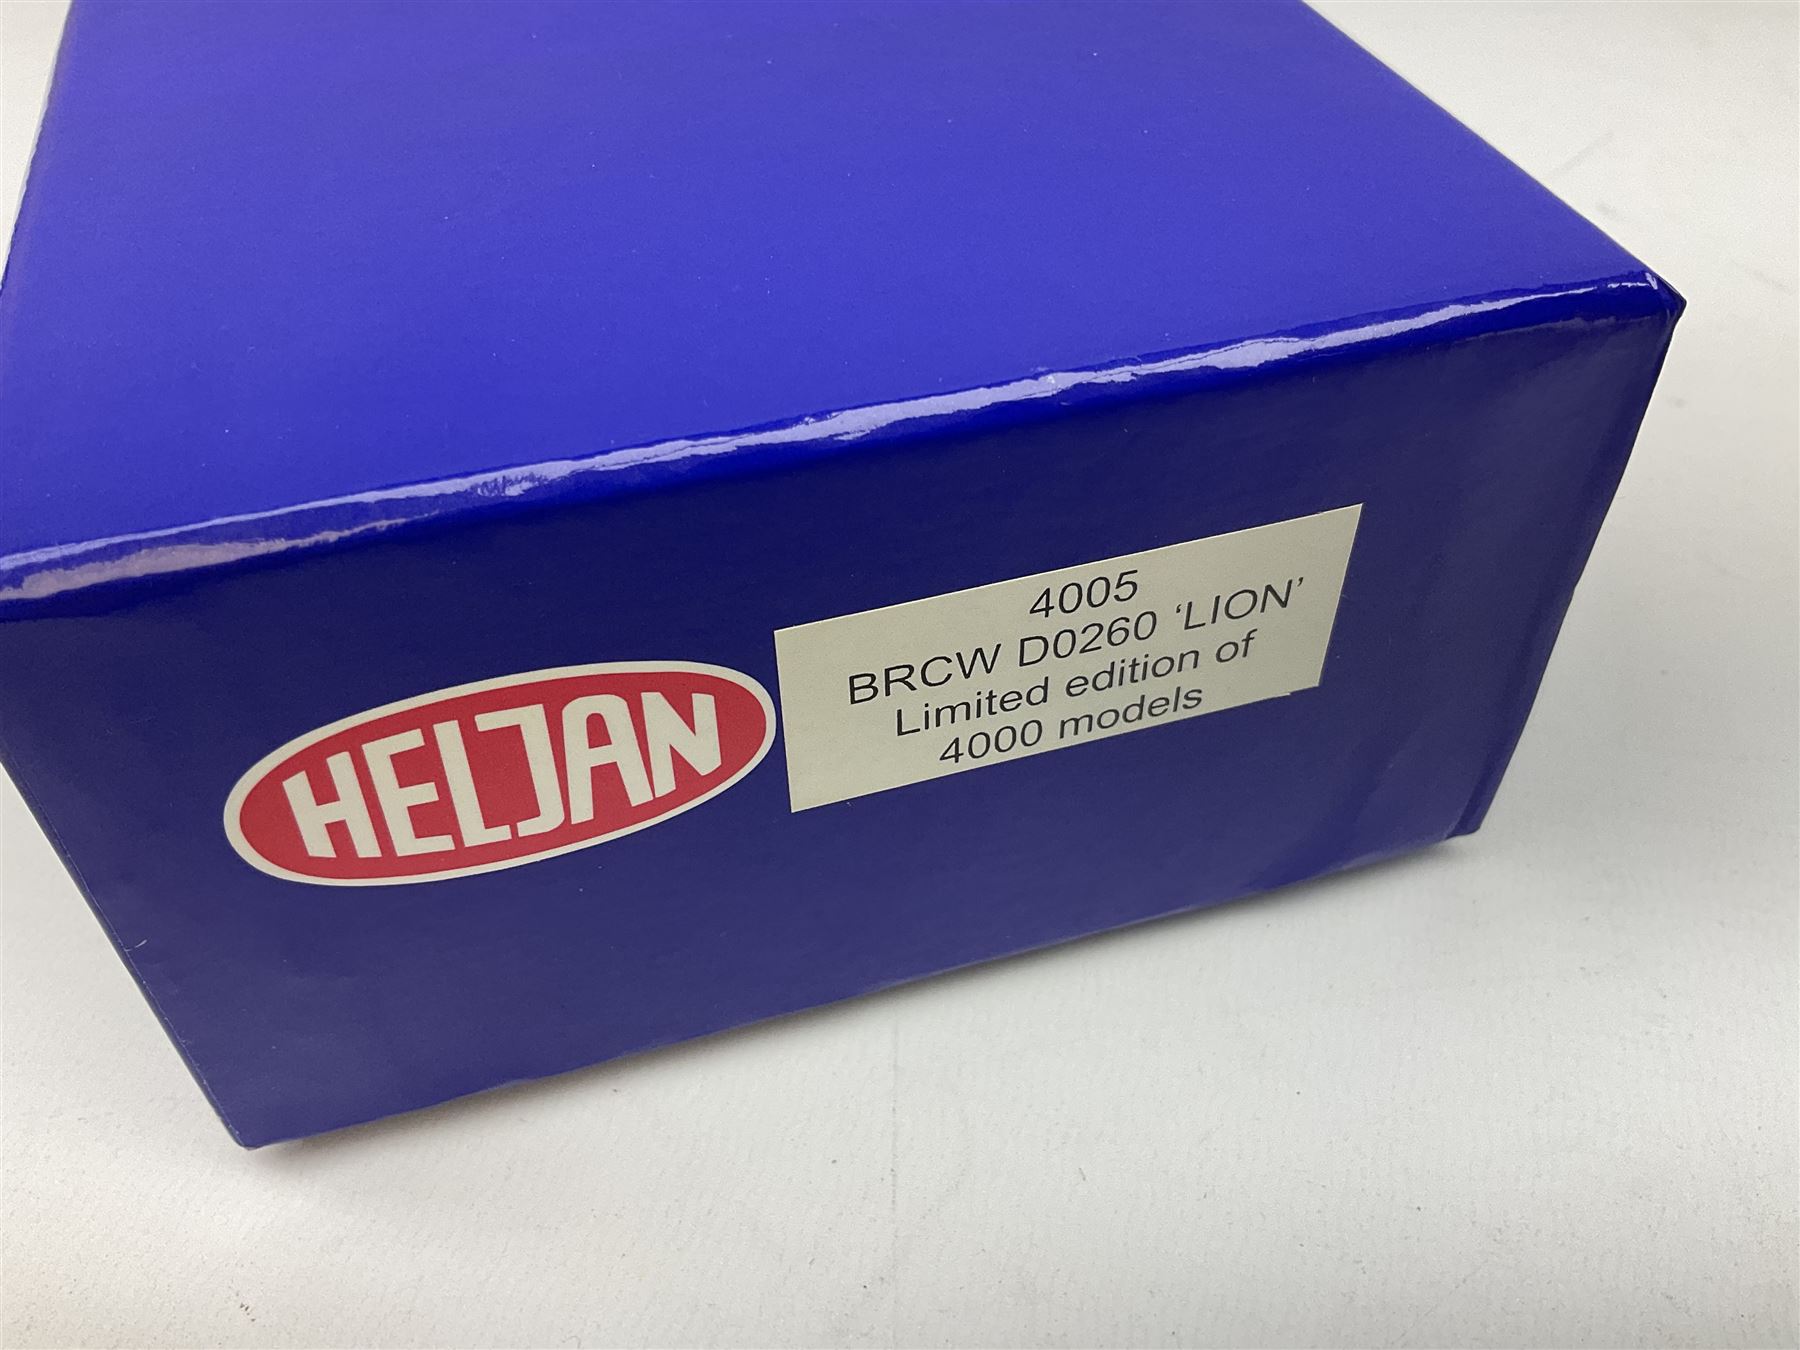 HELJAN
4005
BRCW D0260 ‘LION’
Limited edition of
4000 models